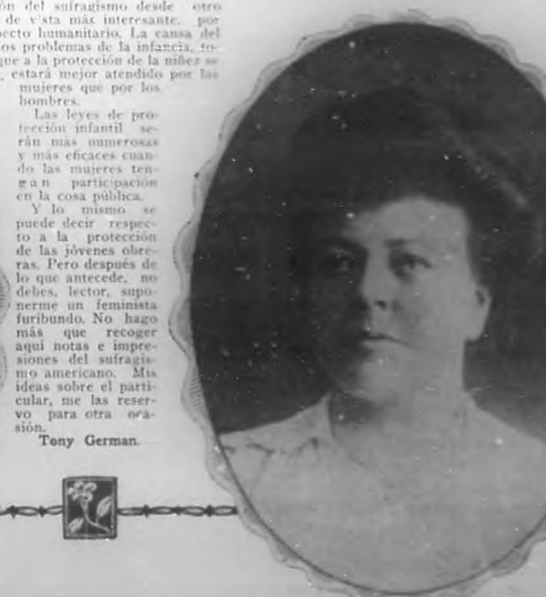 ón del sufragismo desde otro
de v'sta más interesante, por
pecto humanitario. La causa del
os problemas de la infancia, to-
que a la protección de la niñez se
, estará mejor atendido por las
mujeres que por los
hombres.
Las leyes de pro-
tección infantil se-
rán más numerosas
y más eficaces cuan-
do las mujeres ten-
gan participación
en la cosa pública.
Y lo mismo se
puede decir respec-
to a la protección
de las jóvenes obre-
ras. Pero después de
lo que antecede, no
debes, lector, supo-
nerme un feminista
furibundo. No hago
más que recoger
aquí notas e impre-
siones del sufragis-
mo americano. Mis
ideas sobre el parti-
cular, me las reser-
vo para otra oca-
sión.
Tony German.